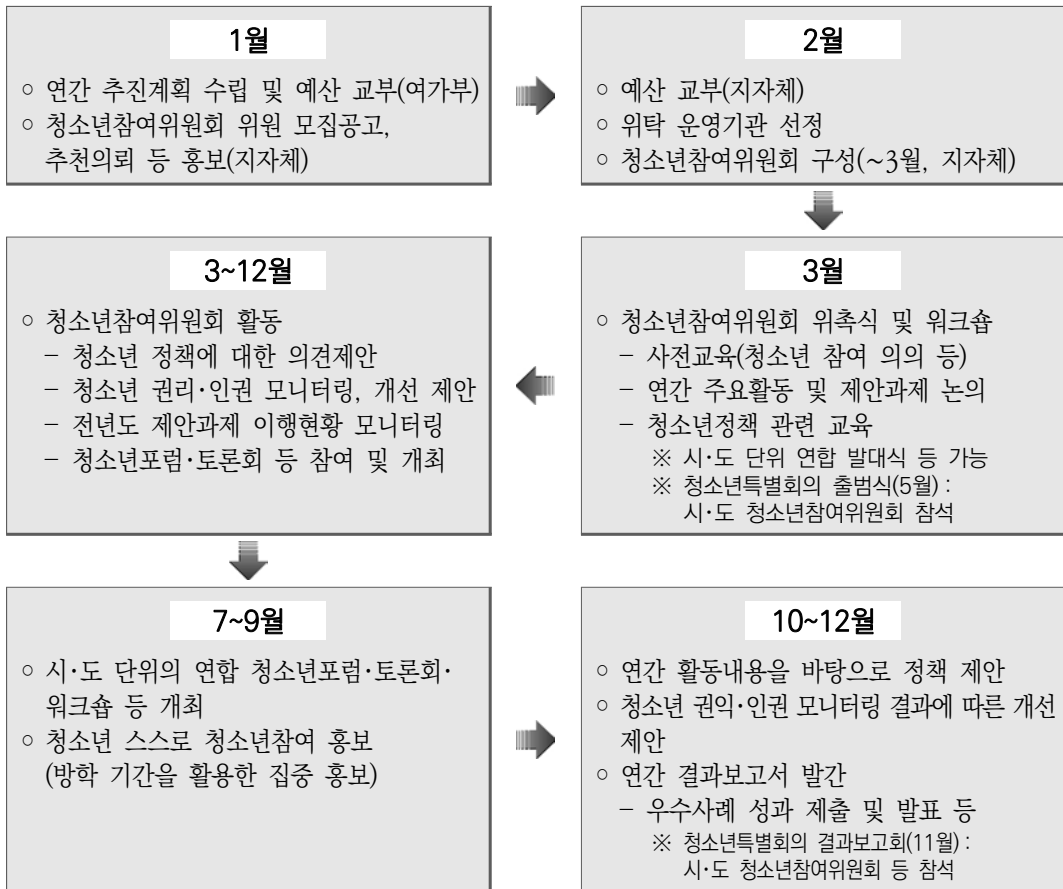 1월
○ 연간 추진계획 수립 및 예산 교부(여가부)
○ 청소년참여위원회 위원 모집공고,
추천의뢰 등 홍보(지자체)
2월
○ 예산 교부(지자체)
○ 위탁 운영기관 선정
○ 청소년참여위원회 구성(~3월, 지자체)
3월
○ 청소년참여위원회 위촉식 및 워크숍
- 사전교육(청소년 참여 의의 등)
- 연간 주요활동 및 제안과제 논의
- 청소년정책 관련 교육
※ 시·도 단위 연합 발대식 등 가능
※ 청소년특별회의 출범식(5월) :
시·도 청소년참여위원회 참석
3~12월
○ 청소년참여위원회 활동
- 청소년 정책에 대한 의견제안
- 청소년 권리·인권 모니터링, 개선 제안
- 전년도 제안과제 이행현황 모니터링
- 청소년포럼·토론회 등 참여 및 개최
7~9월
○ 시·도 단위의 연합 청소년포럼·토론회·
워크숍 등 개최
○ 청소년 스스로 청소년참여 홍보
(방학 기간을 활용한 집중 홍보)
10~12월
○ 연간 활동내용을 바탕으로 정책 제안
○ 청소년 권익·인권 모니터링 결과에 따른 개선
제안
○ 연간 결과보고서 발간
- 우수사례 성과 제출 및 발표 등
※ 청소년특별회의 결과보고회(11월) :
시·도 청소년참여위원회 등 참석